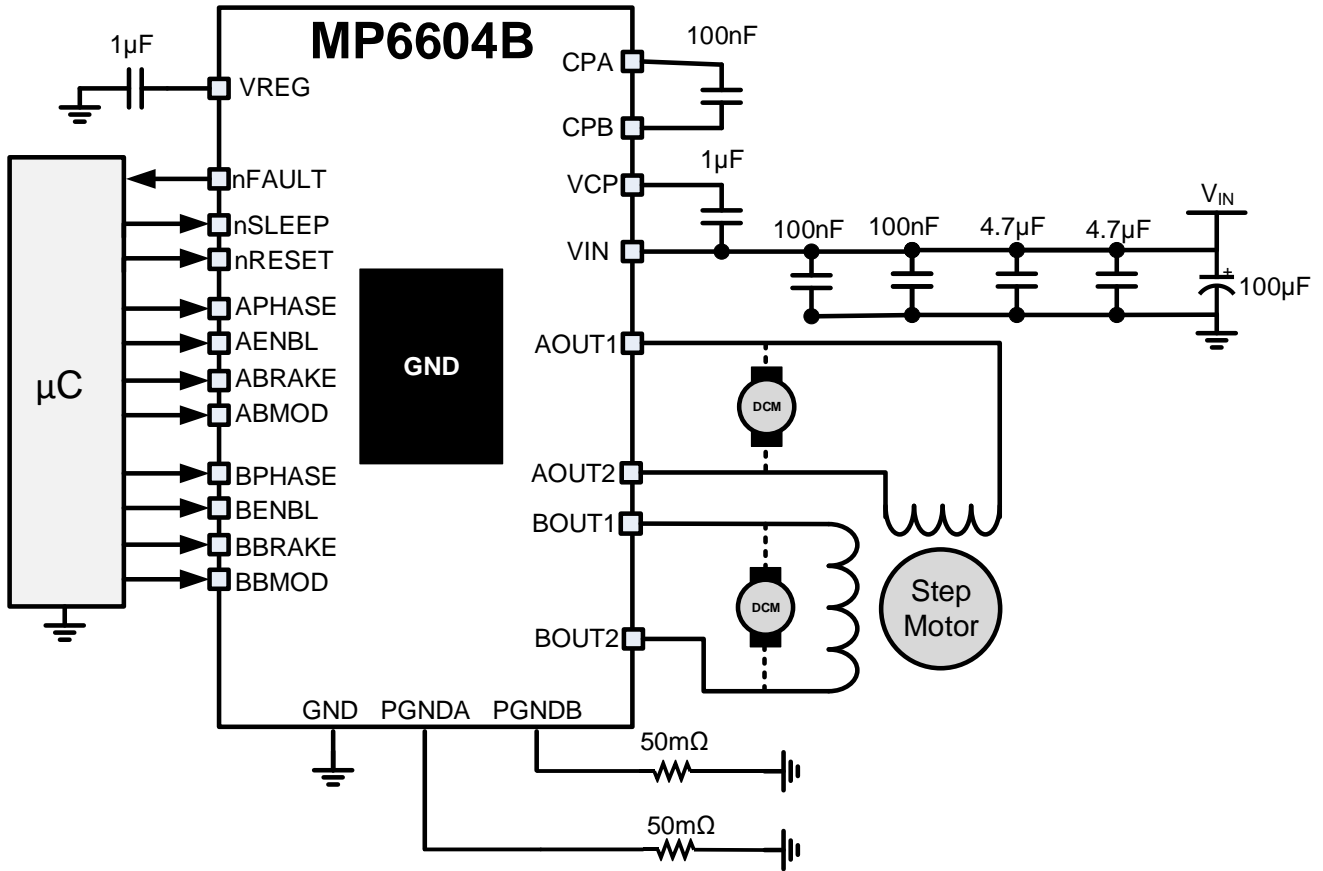 MP6604B
1µF
VREG
nFAULT
nSLEEP
nRESET
APHASE
AENBL
ABRAKE
ABMOD
BPHASE
BENBL
BBRAKE
BBMOD
µC
GND
CPA
100nF
CPB
VCP
1µF
VIN
100nF
100nF
4.7µF
4.7µF
VIN
+
100µF
AOUT1
DCM
AOUT2
BOUT1
DCM
BOUT2
Step
Motor
GND
PGNDA
PGNDB
50mΩ
50mΩ